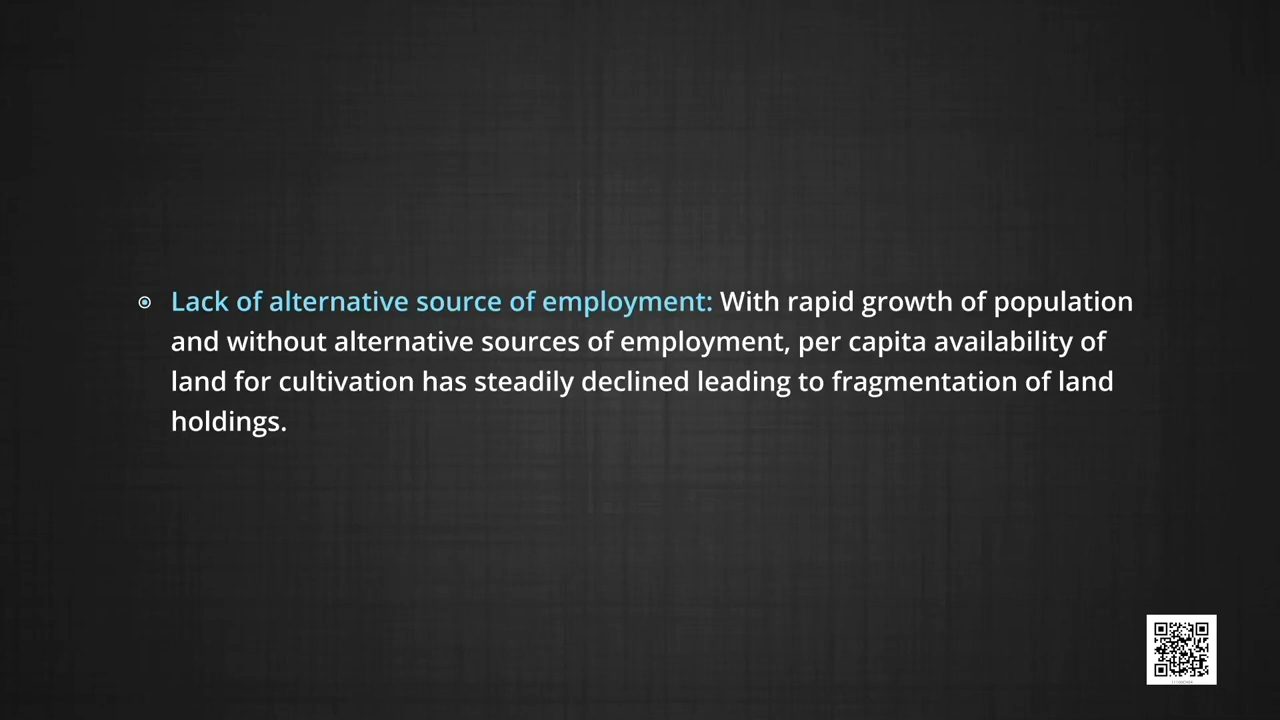 Lack of alternative source of employment: With rapid growth of population
and without alternative sources of employment, per capita availability of
land for cultivation has steadily declined leading to fragmentation of land
holdings.